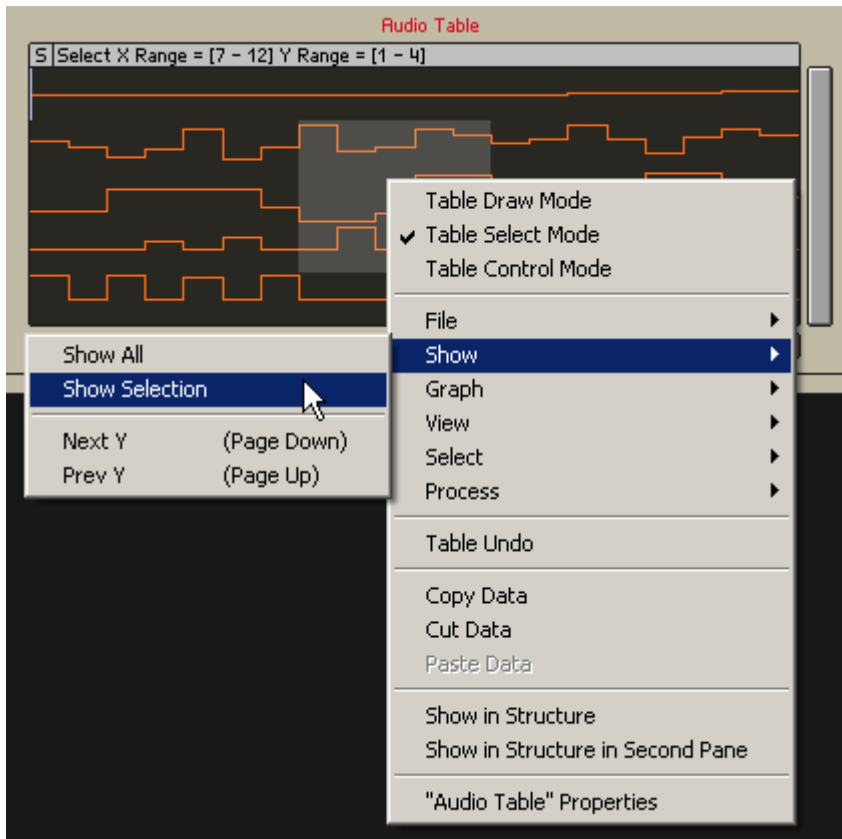 Audio Table
S Select X Range = [7 - 12] Y Range = [1 - 4]
Table Draw Mode
Table Select Mode
Table Control Mode
File
Show
Graph
View
Select
Process
Table Undo
Copy Data
Cut Data
Paste Data
Show in Structure
Show in Structure in Second Pane
"Audio Table" Properties
Show All
Show Selection
Next Y (Page Down)
Prev Y (Page Up)